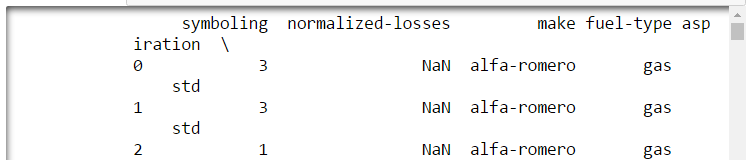 symboling normalized-losses make fuel-type asp
iration \
0 3 NaN alfa-romero gas
std
1 3 NaN alfa-romero gas
std
2 1 NaN alfa-romero gas